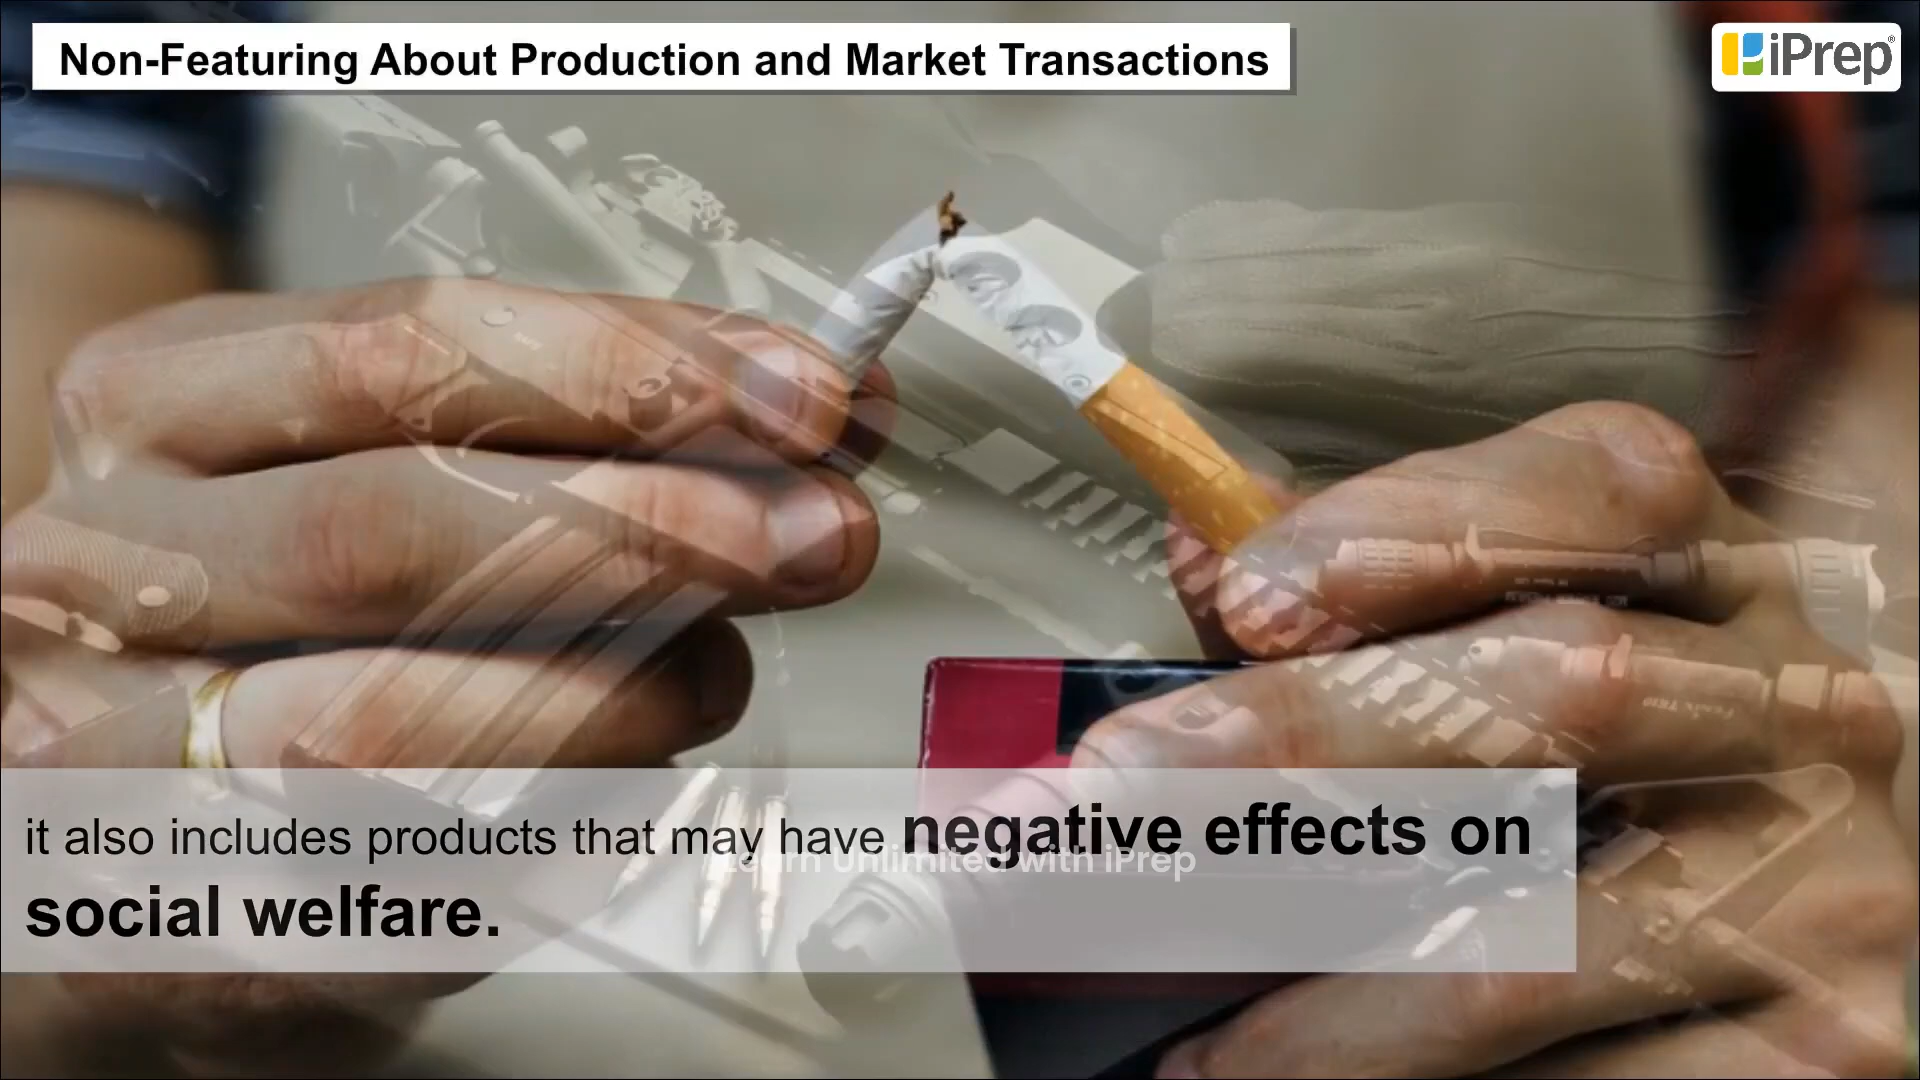 Non-Featuring About Production and Market Transactions
iPrep®
it also includes products that may have negative effects on
social welfare.
Learn Unlimited with iPrep